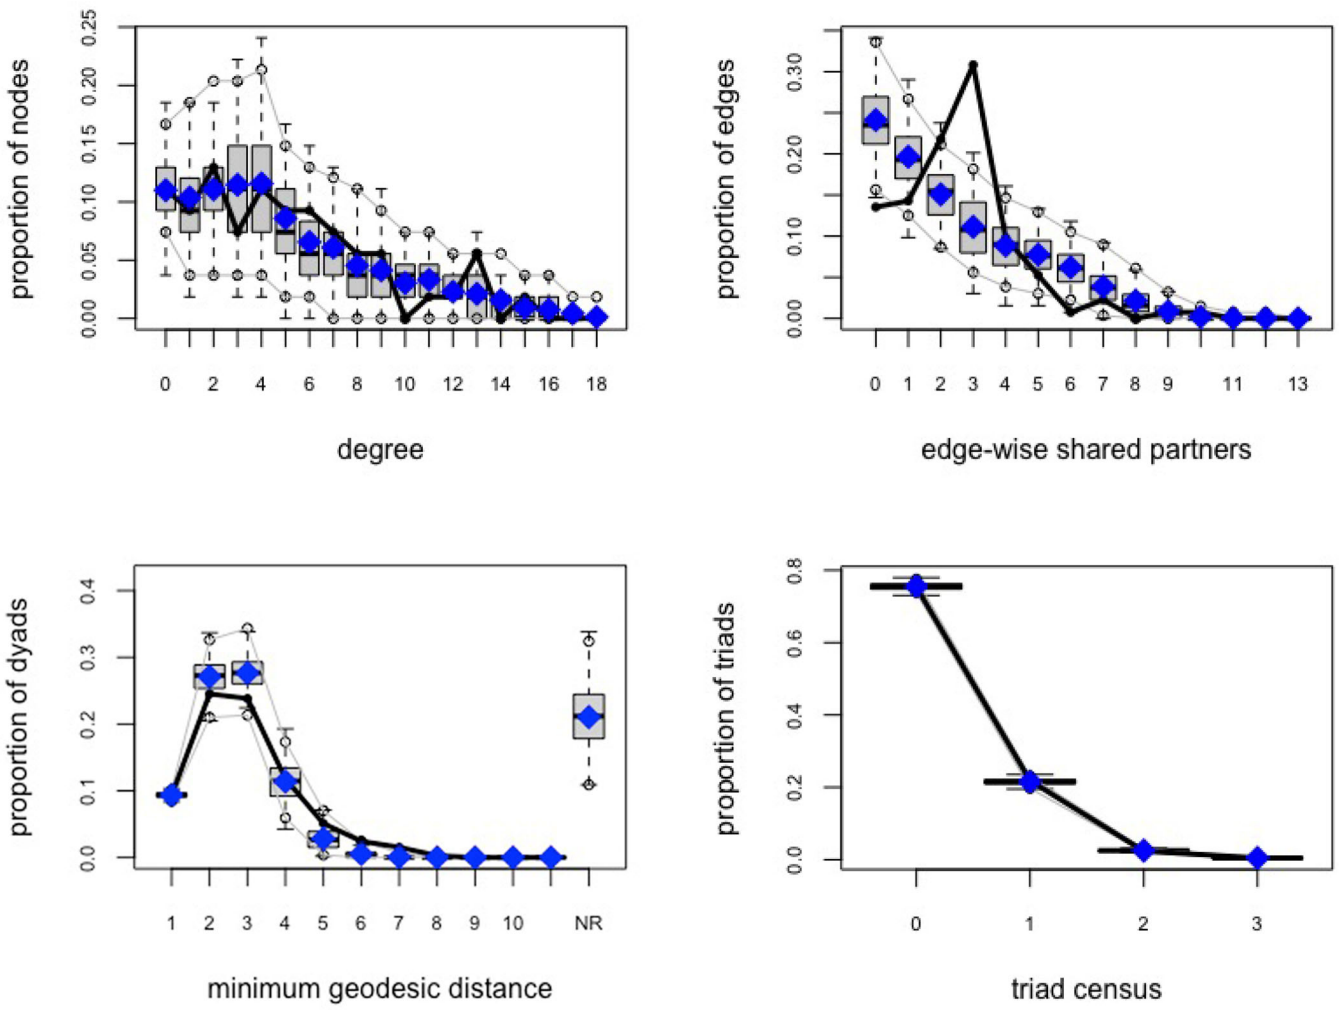 proportion of nodes
0.25
0.20
0.15
0.10
0.05
0.00
0 2 4 6 8 10 12 14 16 18
degree
proportion of edges
0.30
0.20
0.10
0.00
0 1 2 3 4 5 6 7 8 9 11 13
edge-wise shared partners
proportion of dyads
0.4
0.3
0.2
0.1
0.0
1 2 3 4 5 6 7 8 9 10 NR
minimum geodesic distance
proportion of triads
0.8
0.6
0.4
0.2
0.0
0 1 2 3
triad census